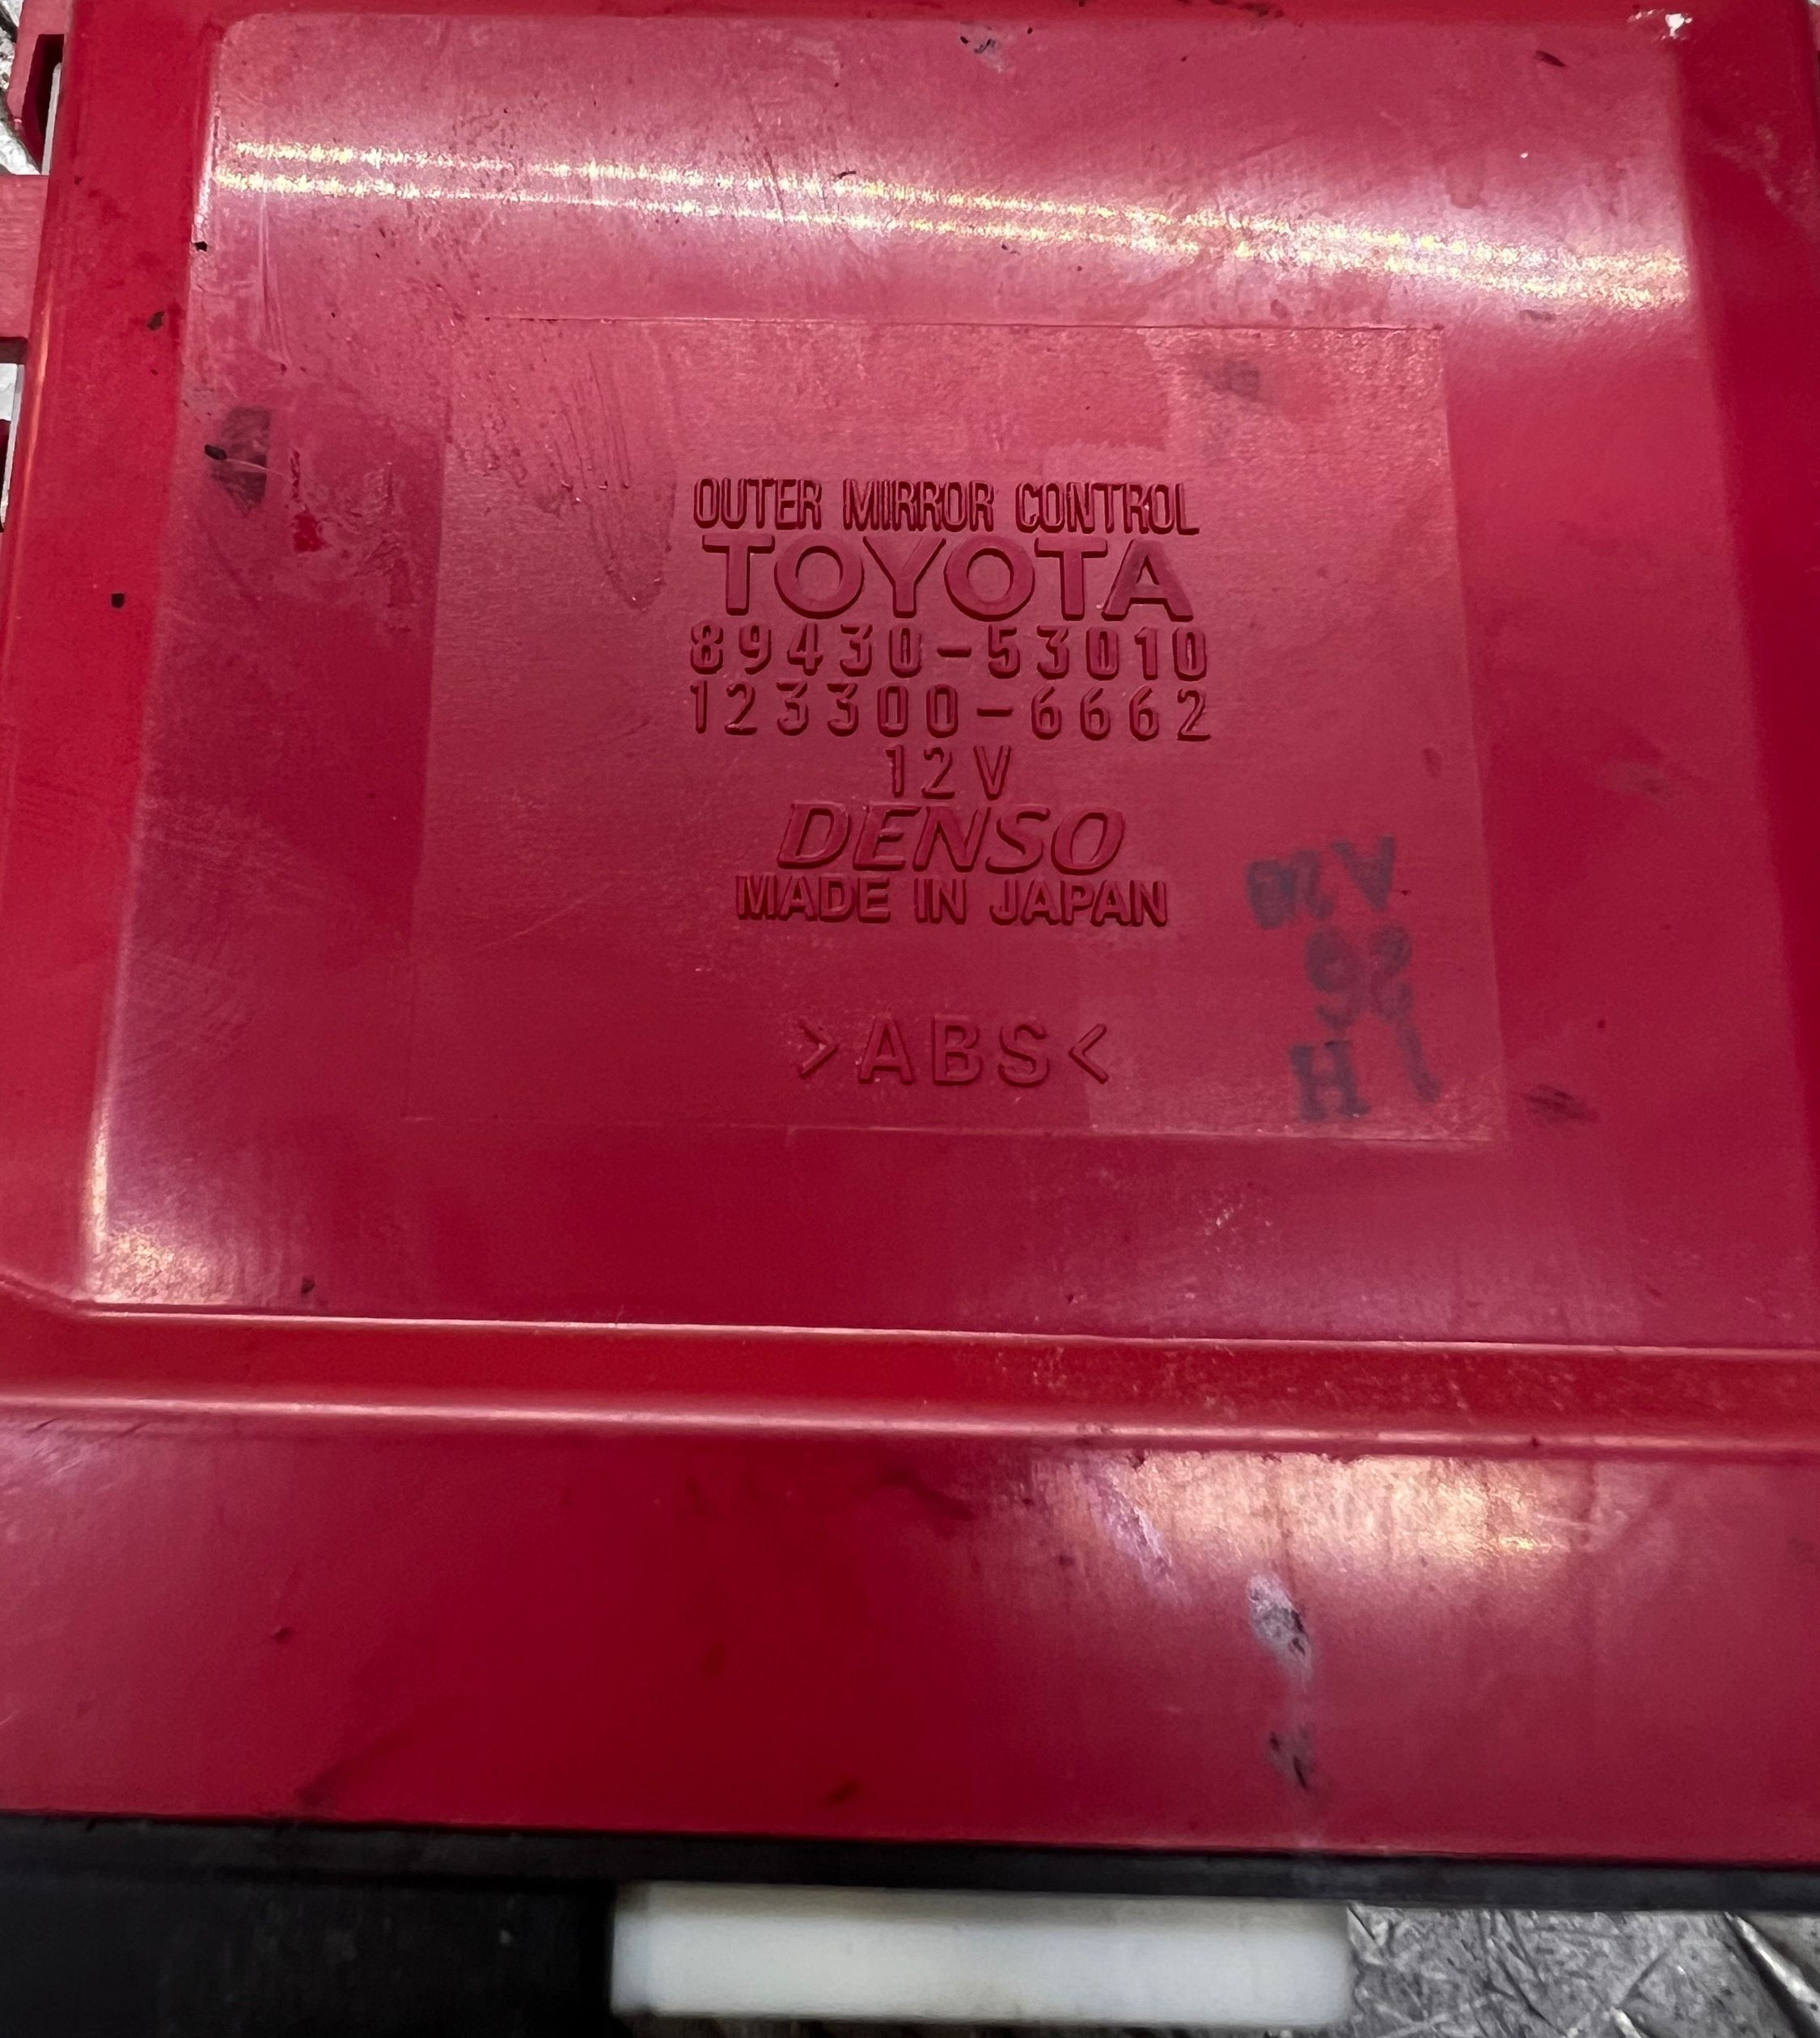 OUTER MIRROR CONTROL
TOYOTA
89430-53010
123300-6662
12V
DENSO
MADE IN JAPAN
>ABS<
H